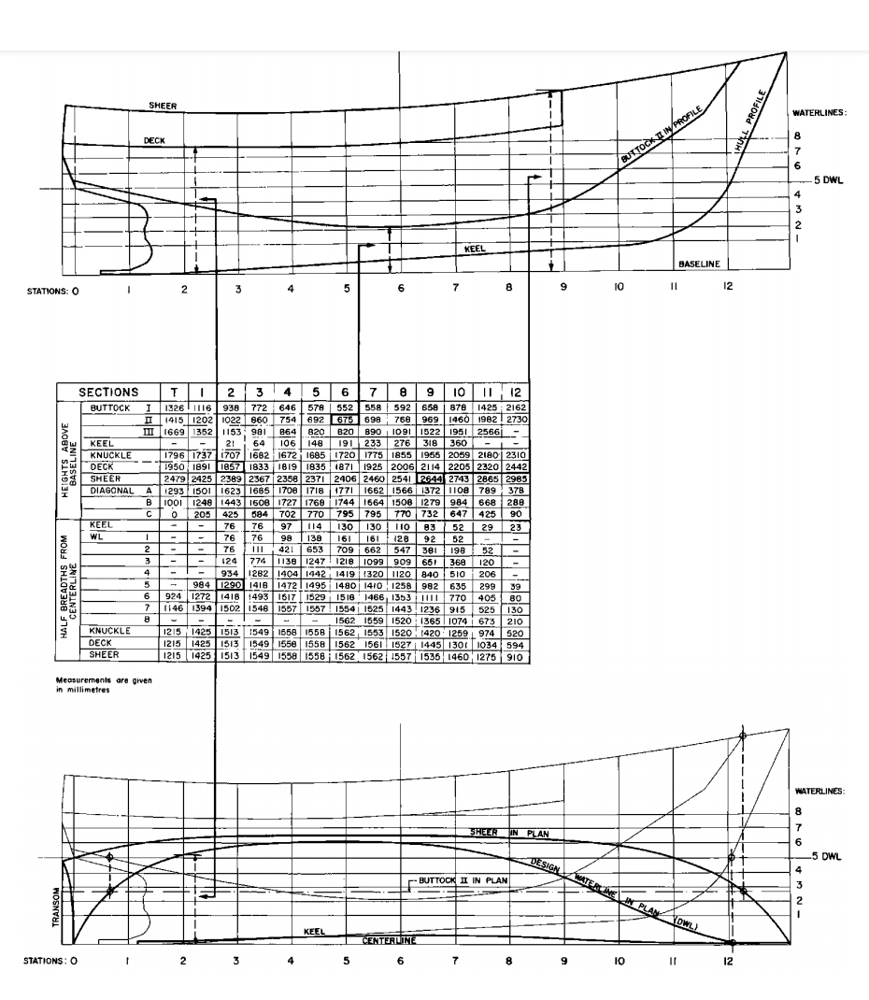 SHEER
DECK
BUTTOCK II IN PROFILE
HULL PROFILE
WATERLINES:
8
7
6
5 DWL
4
3
2
1
KEEL
BASELINE
STATIONS: 0 1 2 3 4 5 6 7 8 9 10 11 12
SECTIONS T 1 2 3 4 5 6 7 8 9 10 11 12
HEIGHTS ABOVE BASELINE
BUTTOCK I 1326 1116 938 772 646 578 552 558 592 658 878 1425 2162
II 1415 1202 1022 860 754 692 675 698 768 969 1460 1982 2730
III 1669 1352 1153 981 864 820 820 890 1091 1522 1951 2566 –
KEEL – – 21 64 106 148 191 233 276 318 360 – –
KNUCKLE 1796 1737 1707 1682 1672 1685 1720 1775 1855 1955 2059 2180 2310
DECK 1950 1891 1857 1833 1819 1835 1871 1925 2006 2114 2205 2320 2442
SHEER 2479 2425 2389 2367 2358 2371 2406 2460 2541 2644 2743 2865 2985
DIAGONAL A 1293 1501 1623 1685 1708 1718 1771 1662 1566 1372 1108 789 378
B 1001 1248 1443 1608 1727 1768 1744 1664 1508 1279 984 668 288
C 0 205 425 584 702 770 795 795 770 732 647 425 90
HALF BREADTHS FROM CENTERLINE
KEEL – – 76 76 97 114 130 130 110 83 52 29 23
WL 1 – – 76 76 98 138 161 161 128 92 52 – –
2 – – 76 111 421 653 709 662 547 381 198 52 –
3 – – 124 774 1138 1247 1218 1099 909 651 368 120 –
4 – – 934 1282 1404 1442 1419 1320 1120 840 510 206 –
5 – 984 1290 1418 1472 1495 1480 1410 1258 982 635 299 39
6 924 1272 1418 1493 1517 1529 1518 1466 1353 1111 770 405 80
7 1146 1394 1502 1548 1557 1557 1554 1525 1443 1236 915 525 130
8 – – – – – – 1562 1559 1520 1365 1074 673 210
KNUCKLE 1215 1425 1513 1549 1558 1558 1562 1553 1520 1420 1259 974 520
DECK 1215 1425 1513 1549 1558 1558 1562 1561 1527 1445 1301 1034 594
SHEER 1215 1425 1513 1549 1558 1558 1562 1562 1557 1535 1460 1275 910
Measurements are given
in millimetres
WATERLINES:
8
7
6
5 DWL
4
3
2
1
SHEER IN PLAN
DESIGN WATERLINE IN PLAN (DWL)
BUTTOCK II IN PLAN
TRANSOM
KEEL
CENTERLINE
STATIONS: 0 1 2 3 4 5 6 7 8 9 10 11 12